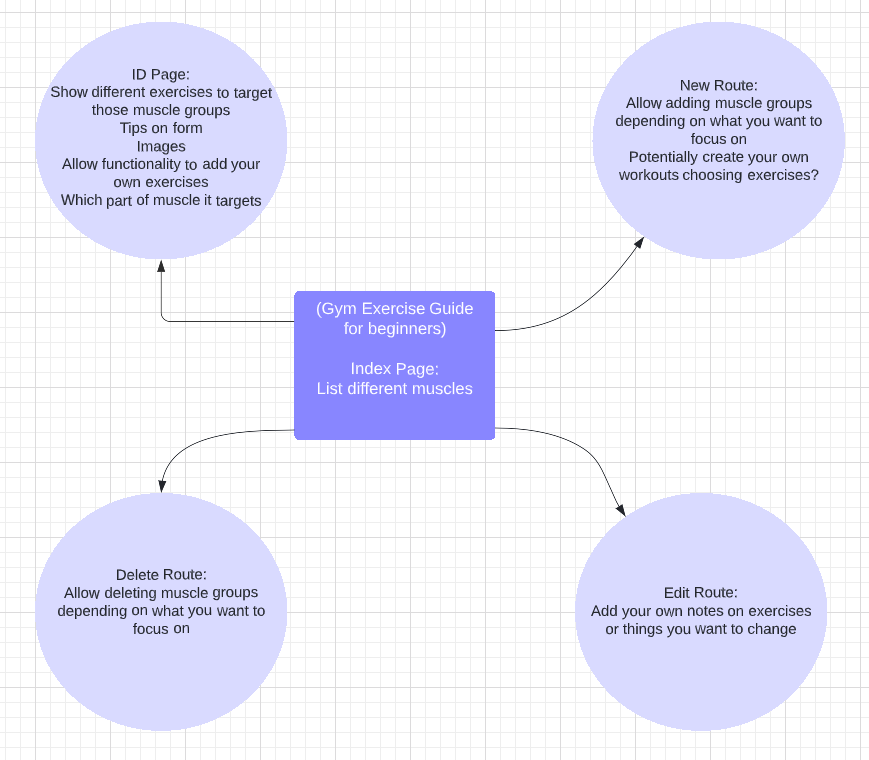 ID Page:
Show different exercises to target
those muscle groups
Tips on form
Images
Allow functionality to add your
own exercises
Which part of muscle it targets
New Route:
Allow adding muscle groups
depending on what you want to
focus on
Potentially create your own
workouts choosing exercises?
(Gym Exercise Guide
for beginners)
Index Page:
List different muscles
Delete Route:
Allow deleting muscle groups
depending on what you want to
focus on
Edit Route:
Add your own notes on exercises
or things you want to change